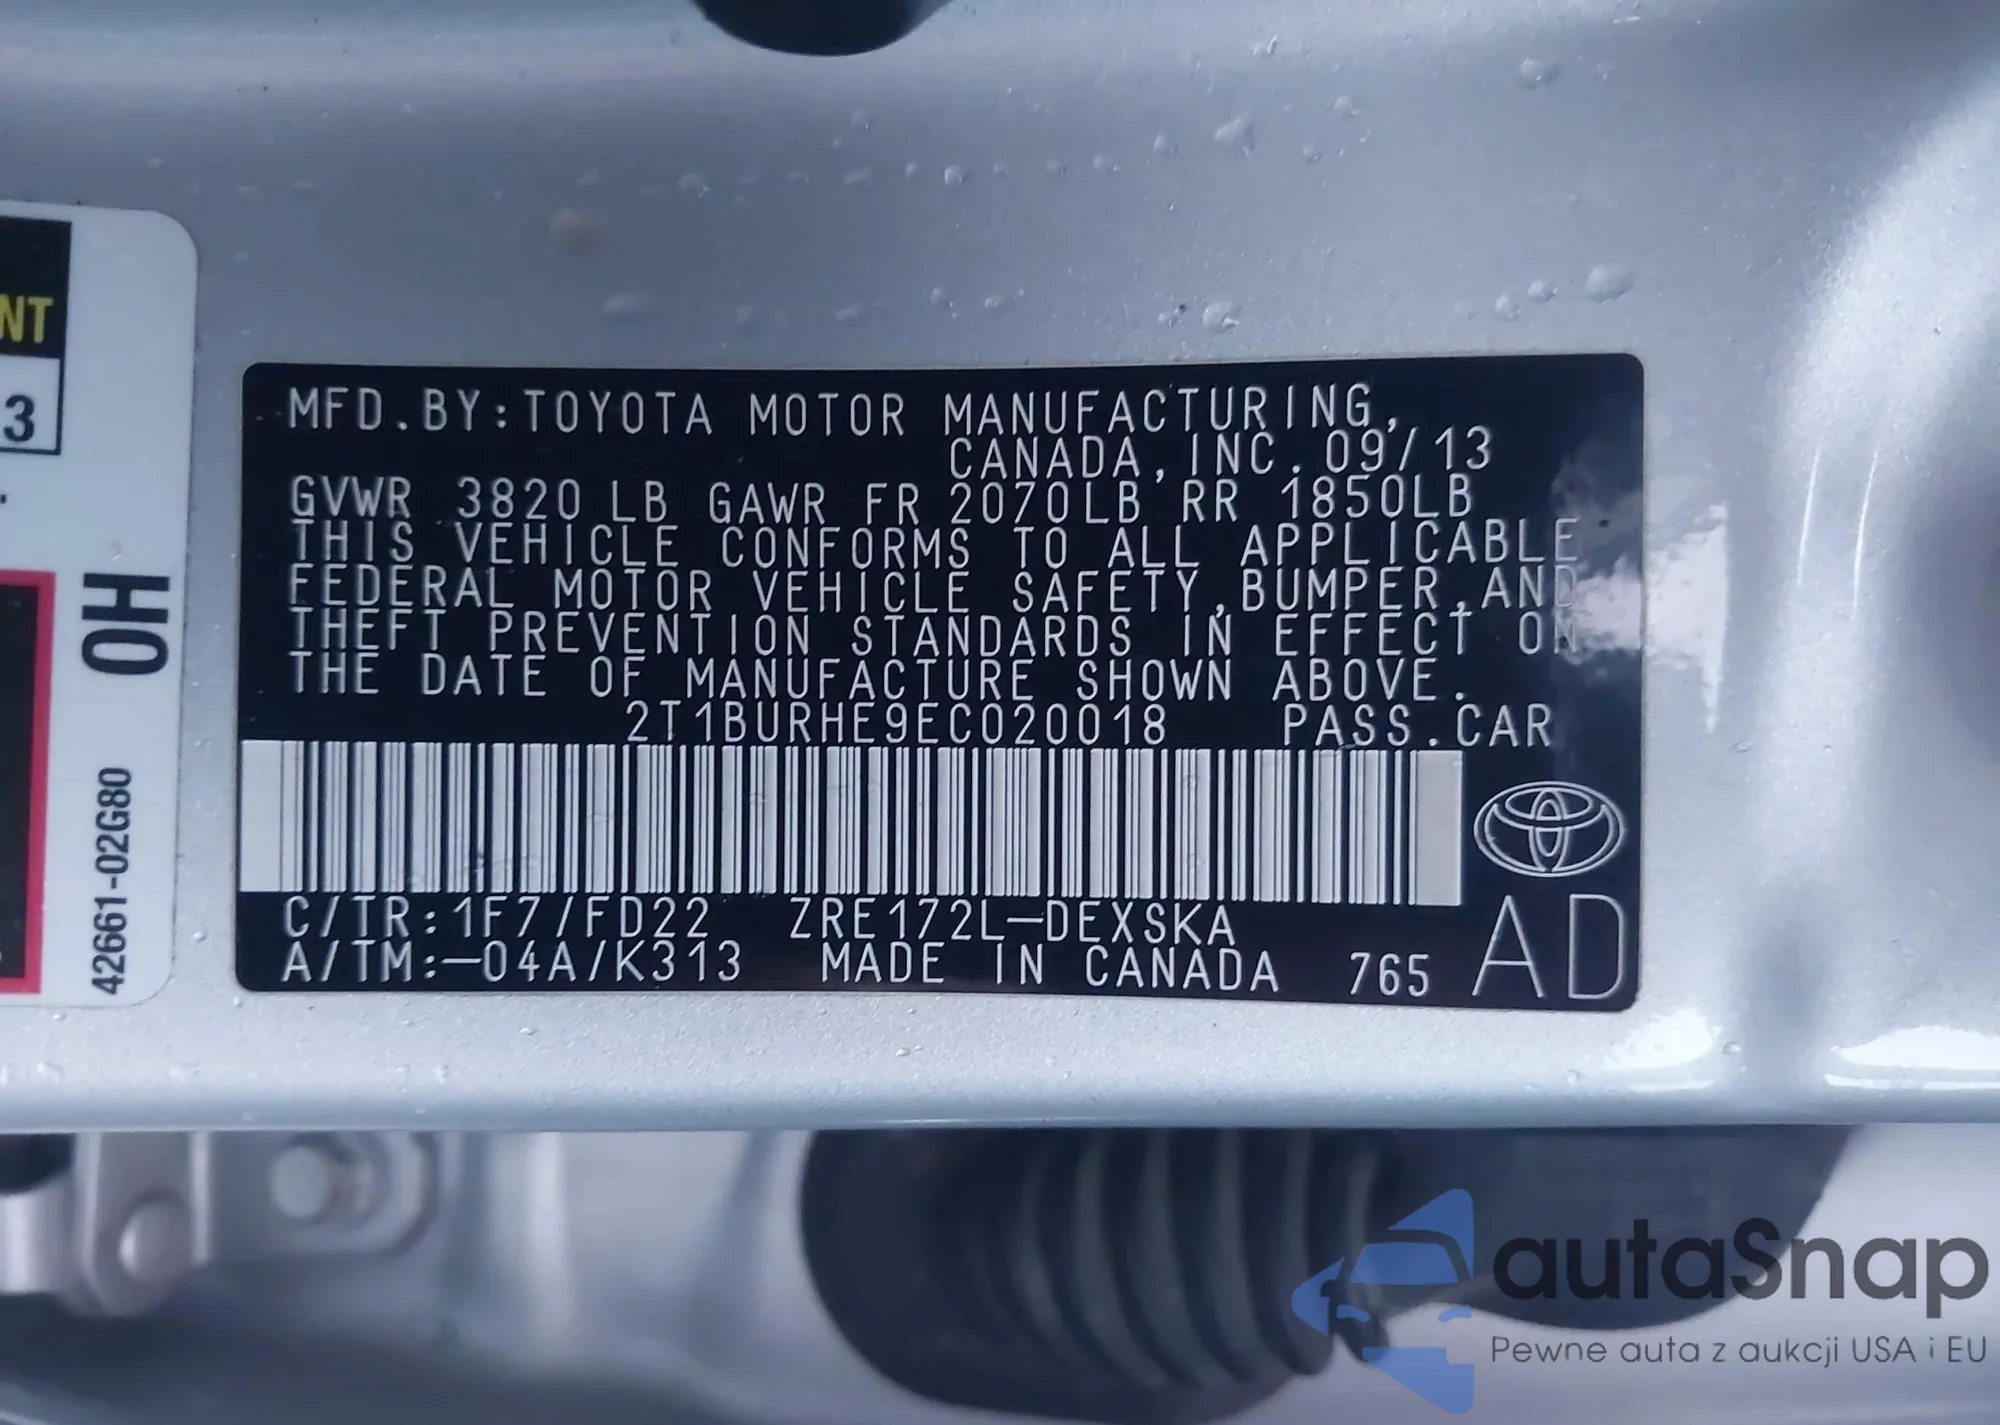 NT
3
OH
42661-02G80
MFD.BY:TOYOTA MOTOR MANUFACTURING,
CANADA,INC.09/13
GVWR 3820 LB GAWR FR 2070LB RR 1850LB
THIS VEHICLE CONFORMS TO ALL APPLICABLE
FEDERAL MOTOR VEHICLE SAFETY,BUMPER,AND
THEFT PREVENTION STANDARDS IN EFFECT ON
THE DATE OF MANUFACTURE SHOWN ABOVE.
2T1BURHE9EC020018 PASS.CAR
C/TR:1F7/FD22 ZRE172L-DEXSKA
A/TM:-04A/K313 MADE IN CANADA 765
AD
autaSnap
Pewne auta z aukcji USA i EU